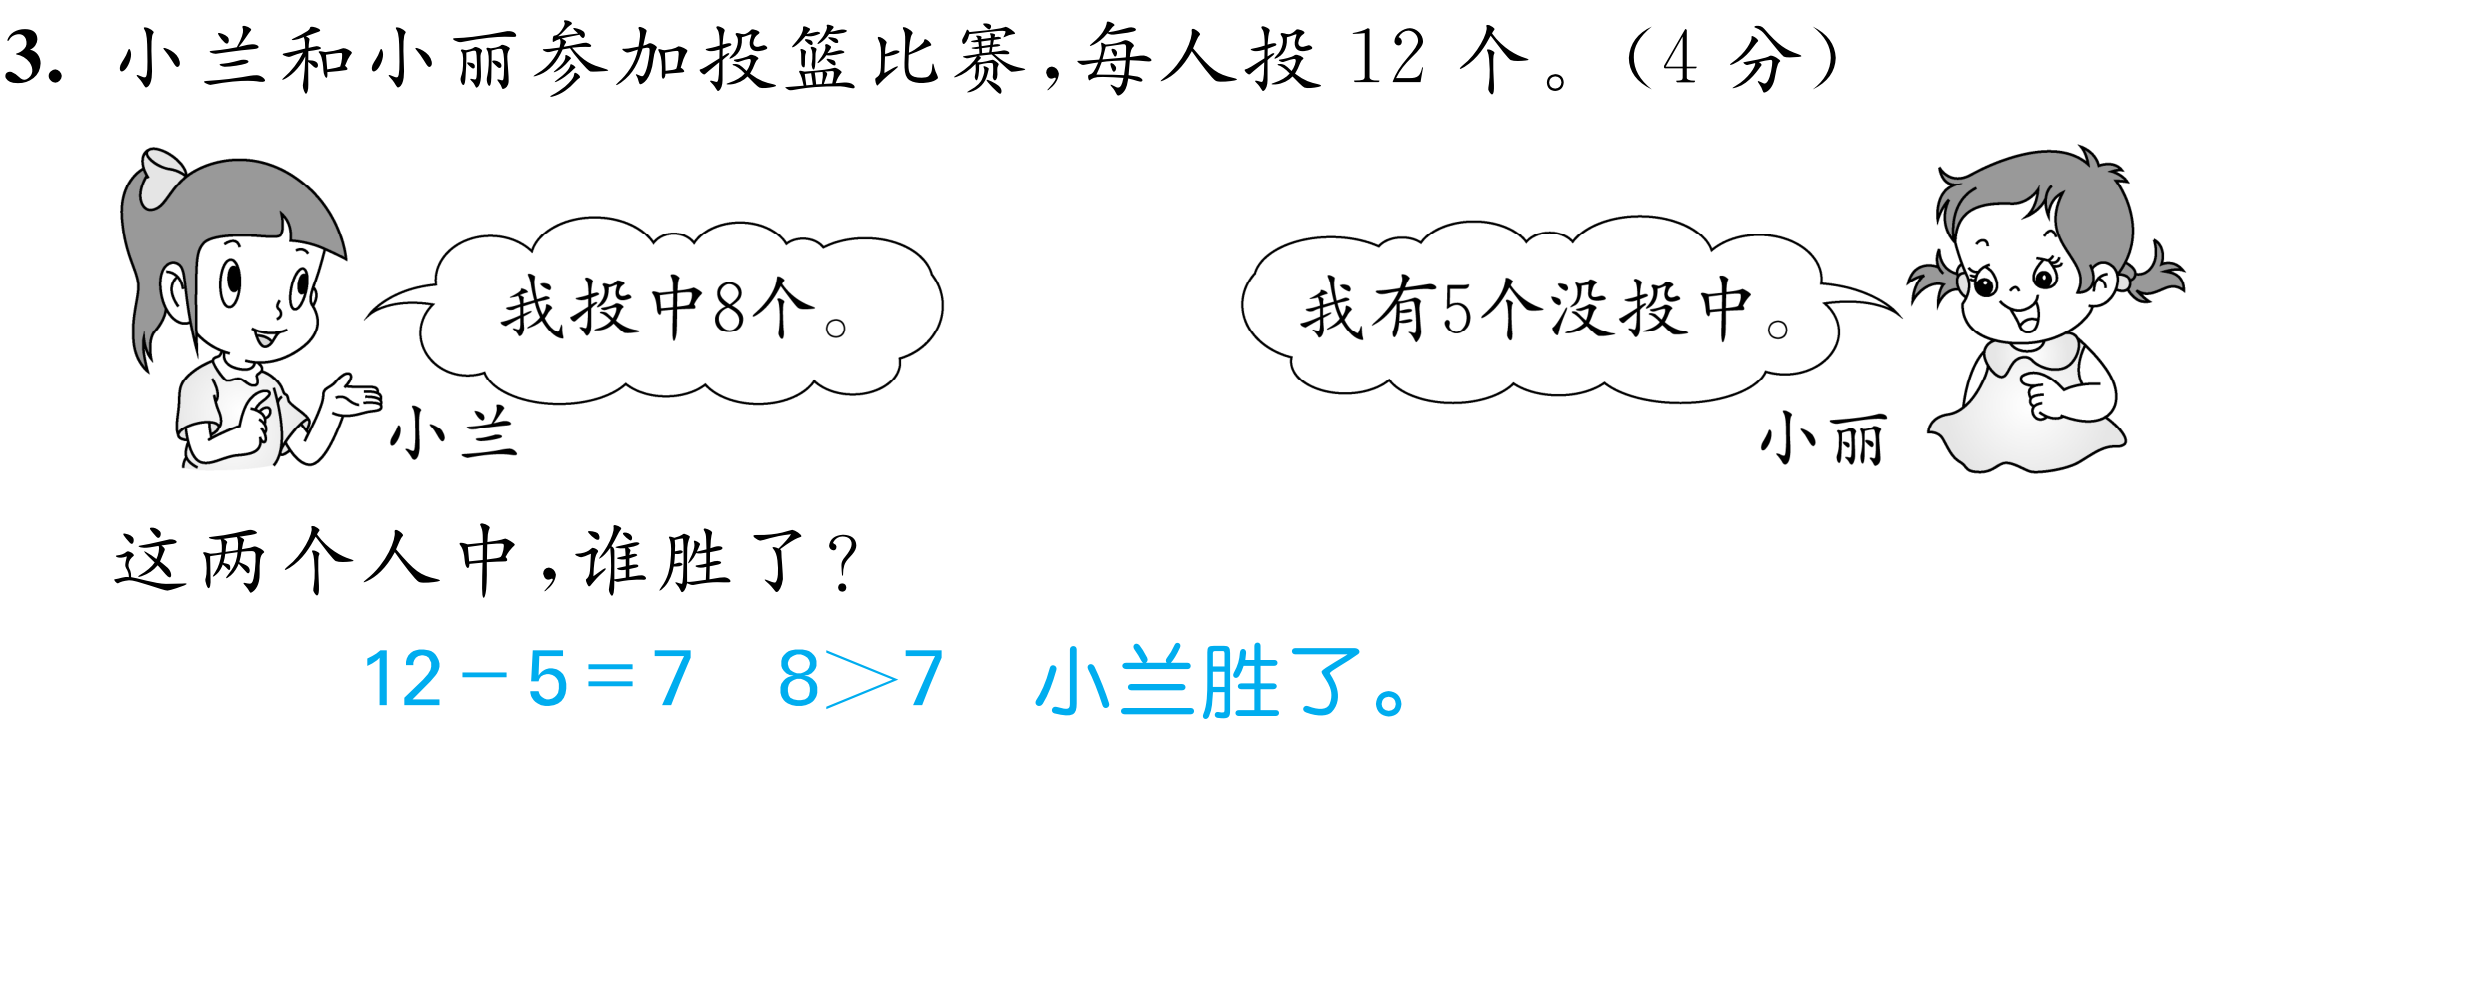 3. 小兰和小丽参加投篮比赛,每人投 12 个。(4 分)
我投中8个。
我有5个没投中。
小兰
小丽
这两个人中,谁胜了?
12－5＝7 8＞7 小兰胜了。